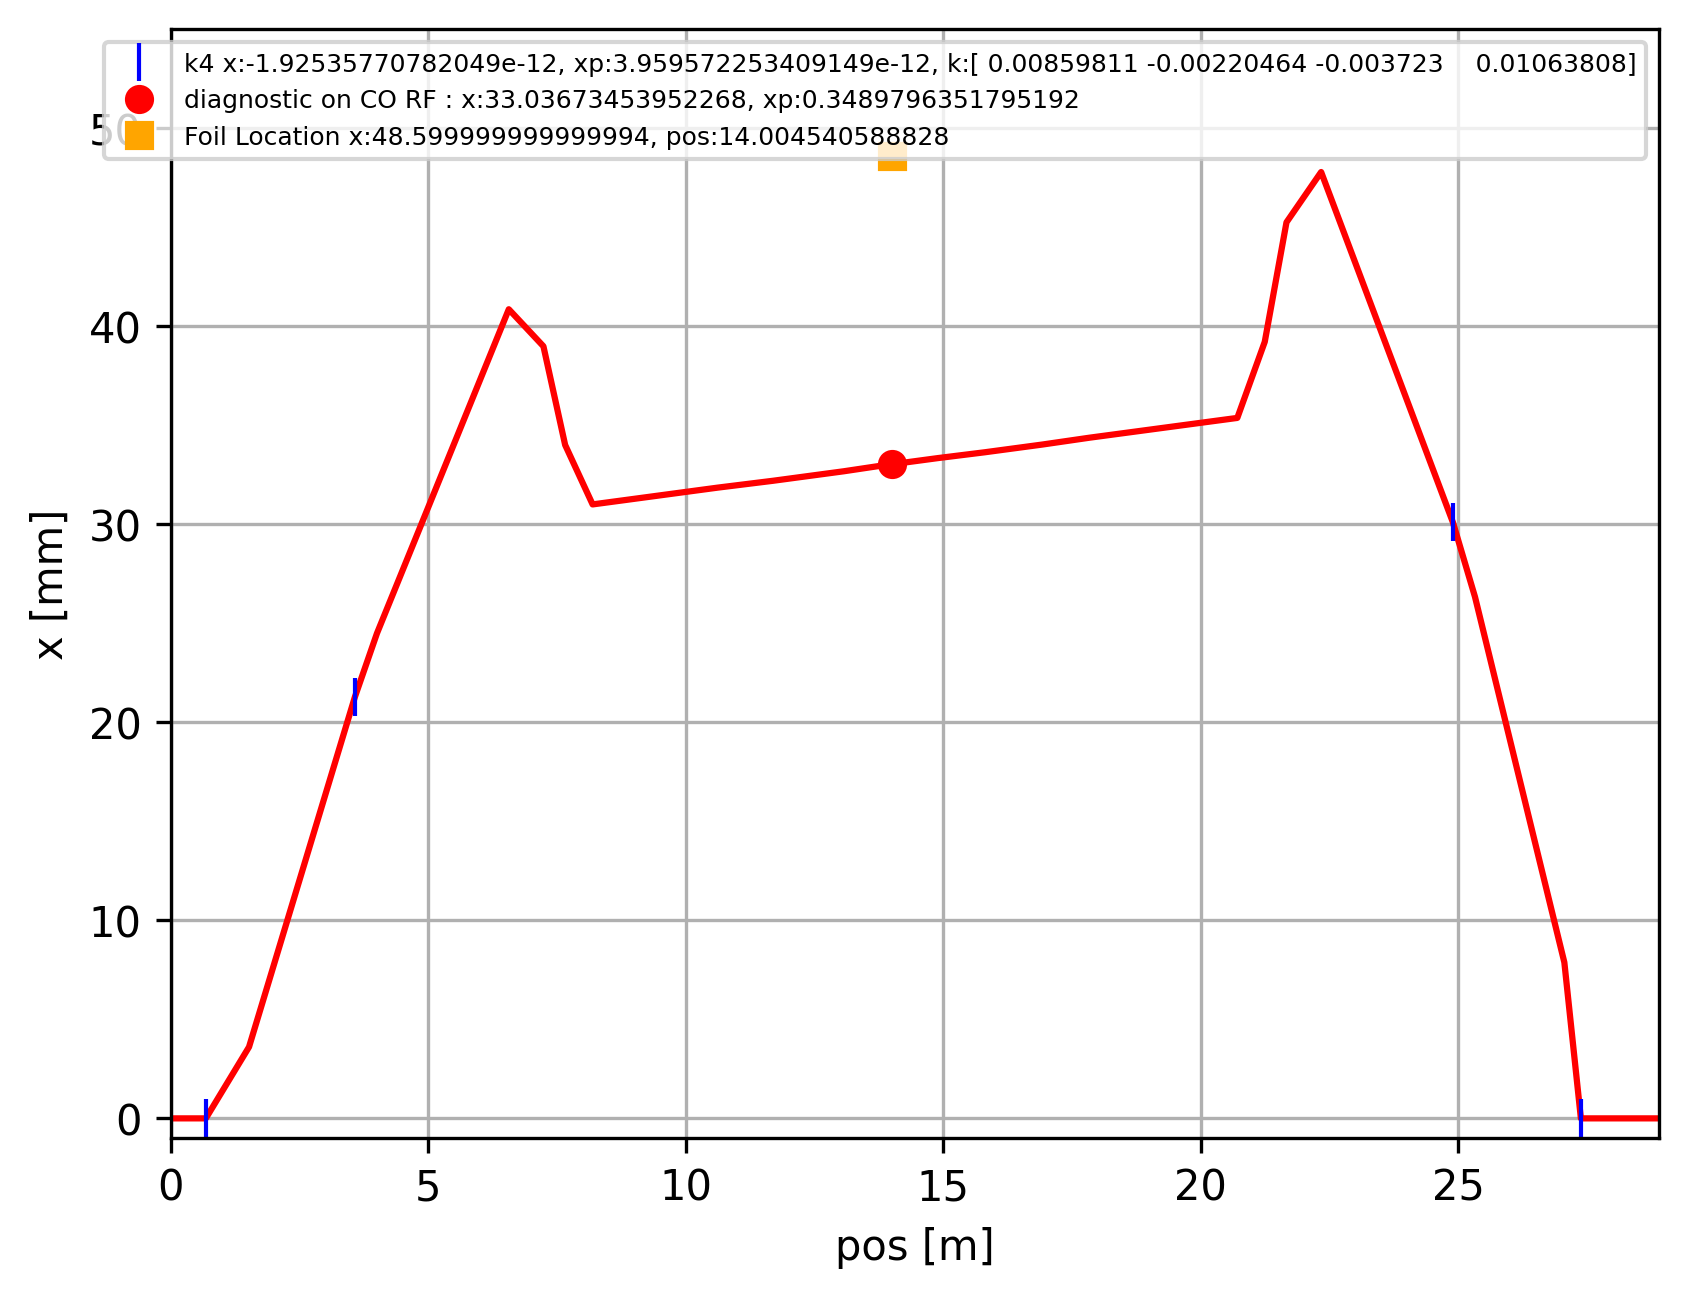 k4 x:-1.92535770782049e-12, xp:3.959572253409149e-12, k:[ 0.00859811 -0.00220464 -0.003723    0.01063808]
diagnostic on CO RF : x:33.03673453952268, xp:0.3489796351795192
Foil Location x:48.599999999999994, pos:14.004540588828
50
40
30
20
10
0
x [mm]
0 5 10 15 20 25
pos [m]